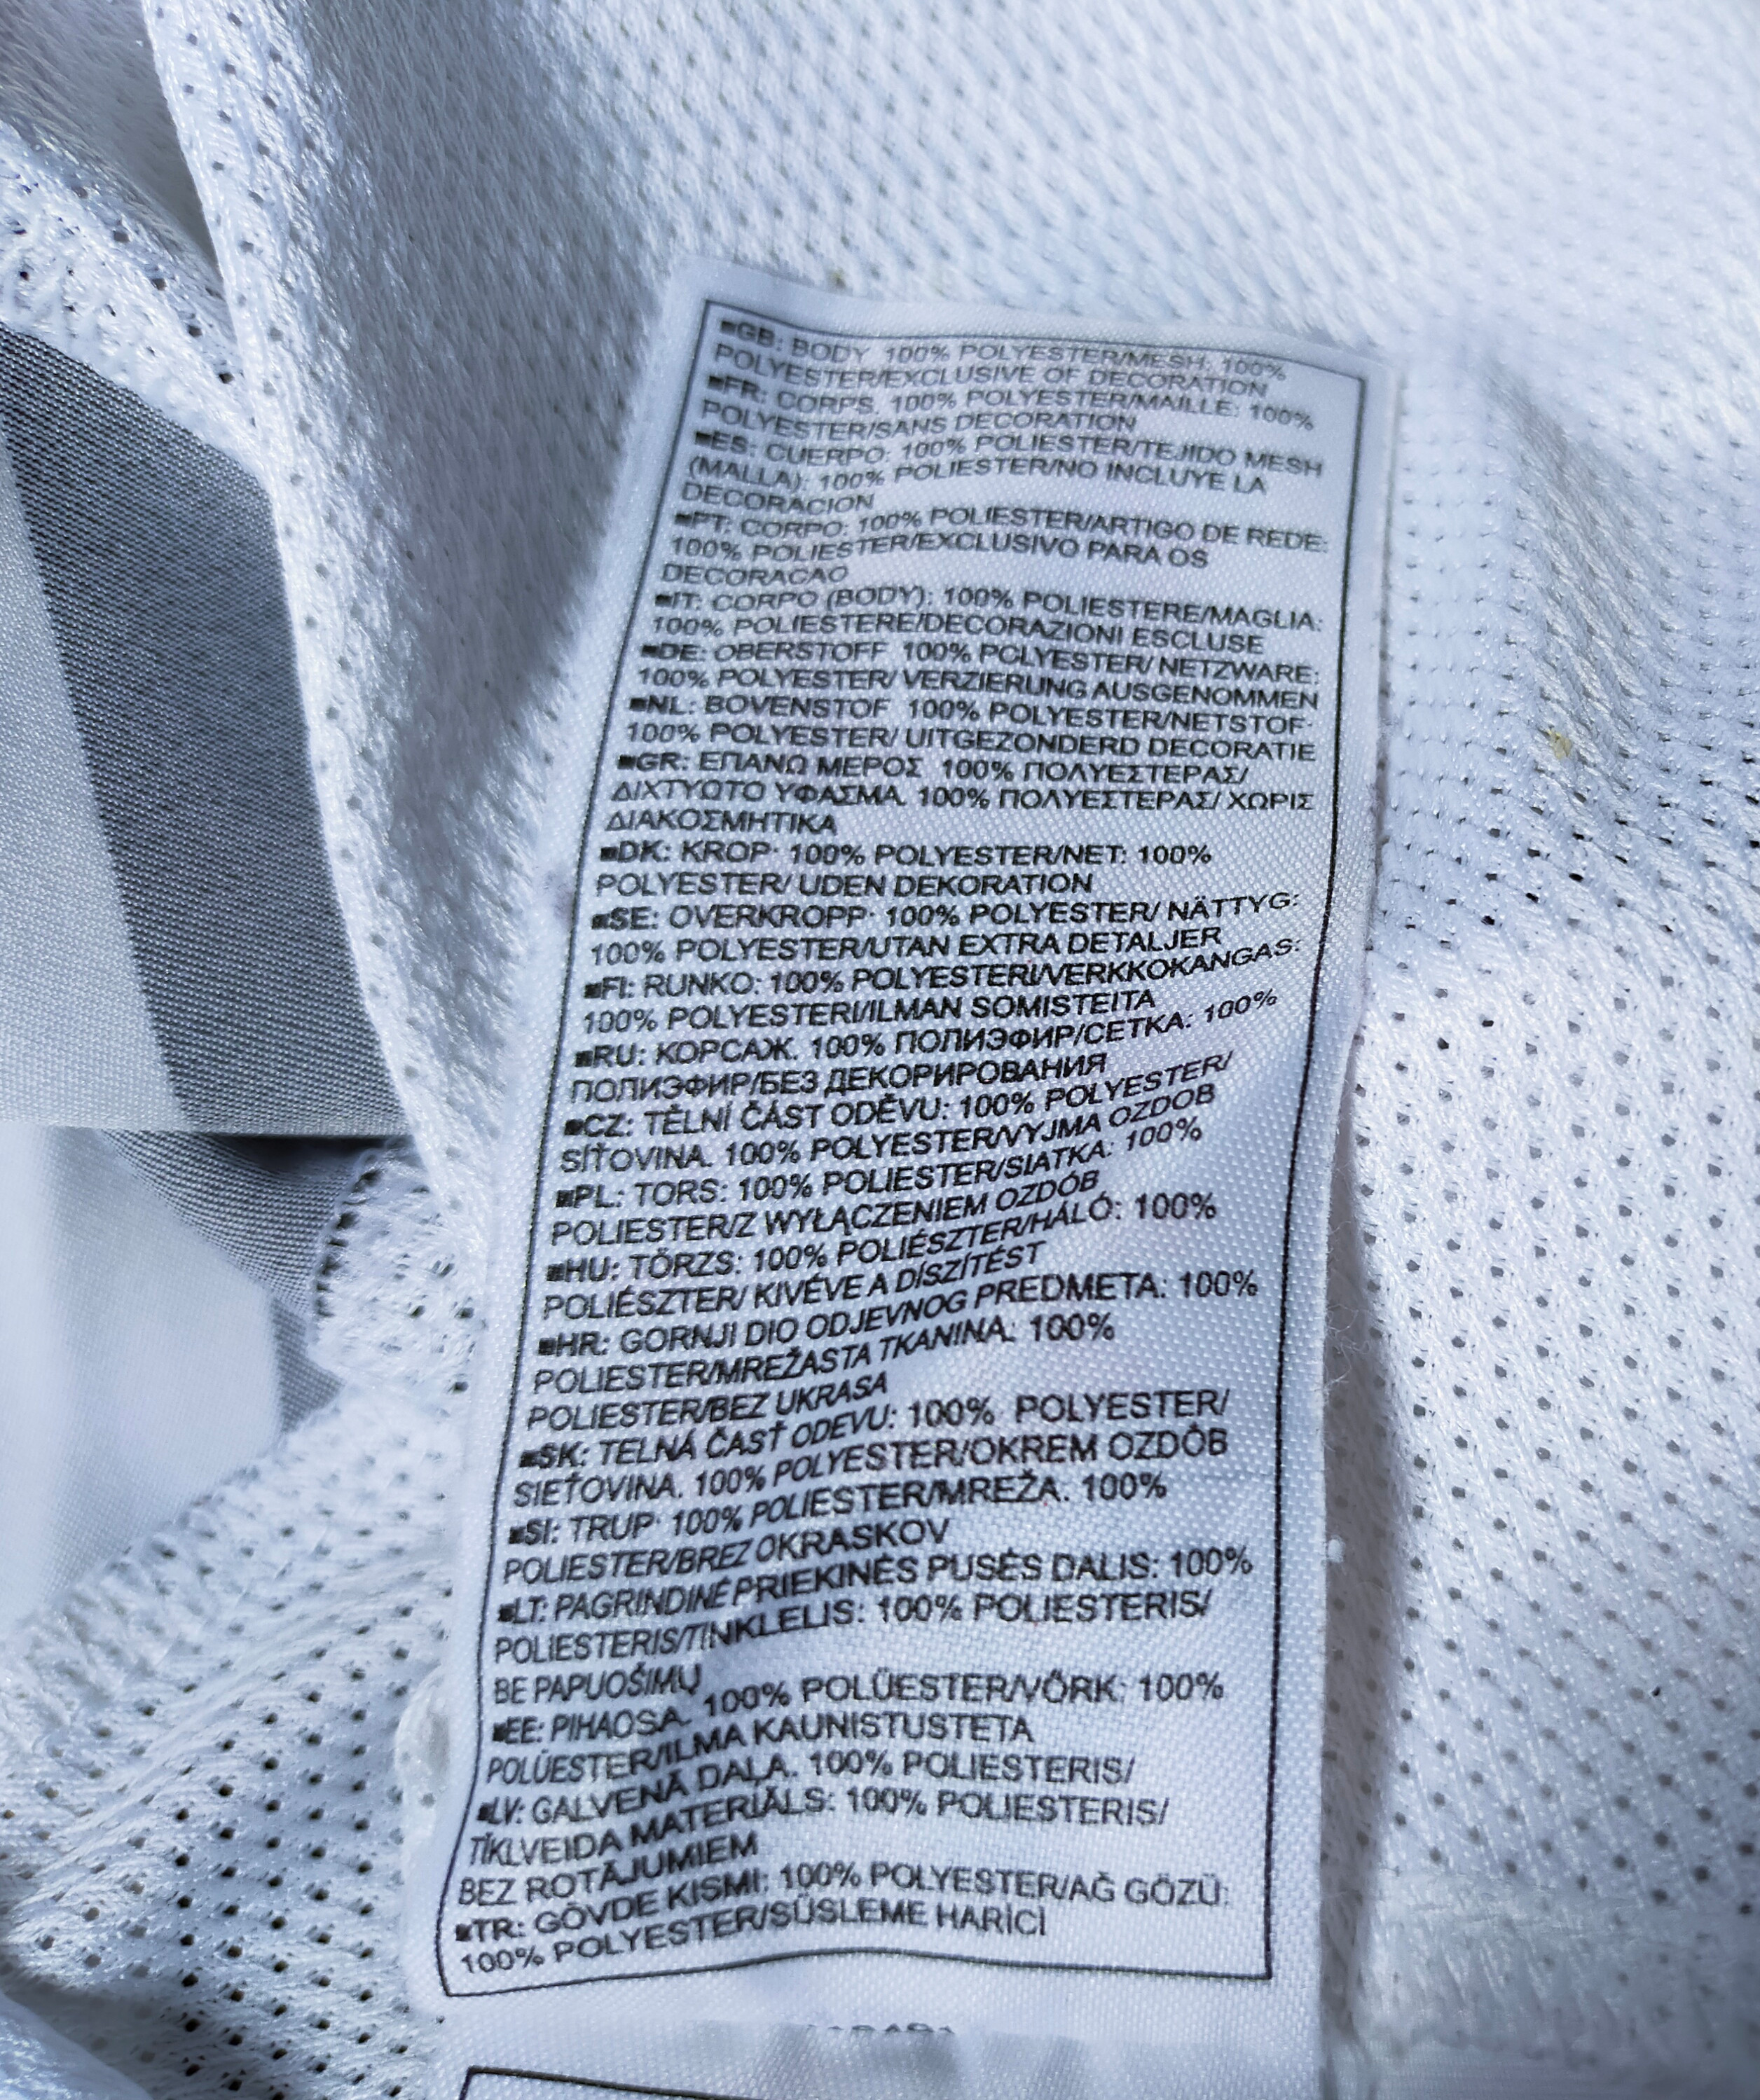 ■GB: BODY. 100% POLYESTER/MESH: 100%
POLYESTER/EXCLUSIVE OF DECORATION
■FR: CORPS. 100% POLYESTER/MAILLE: 100%
POLYESTER/SANS DECORATION
■ES: CUERPO: 100% POLIESTER/TEJIDO MESH
(MALLA): 100% POLIESTER/NO INCLUYE LA
DECORACION
■PT: CORPO: 100% POLIESTER/ARTIGO DE REDE:
100% POLIESTER/EXCLUSIVO PARA OS
DECORACAO
■IT: CORPO (BODY): 100% POLIESTERE/MAGLIA:
100% POLIESTERE/DECORAZIONI ESCLUSE
■DE: OBERSTOFF 100% POLYESTER/ NETZWARE:
100% POLYESTER/ VERZIERUNG AUSGENOMMEN
■NL: BOVENSTOF 100% POLYESTER/NETSTOF:
100% POLYESTER/ UITGEZONDERD DECORATIE
■GR: ΕΠΑΝΩ ΜΕΡΟΣ 100% ΠΟΛΥΕΣΤΕΡΑΣ/
ΔΙΧΤΥΩΤΟ ΥΦΑΣΜΑ. 100% ΠΟΛΥΕΣΤΕΡΑΣ/ ΧΩΡΙΣ
ΔΙΑΚΟΣΜΗΤΙΚΑ
■DK: KROP: 100% POLYESTER/NET: 100%
POLYESTER/ UDEN DEKORATION
■SE: OVERKROPP: 100% POLYESTER/ NÄTTYG:
100% POLYESTER/UTAN EXTRA DETALJER
■FI: RUNKO: 100% POLYESTERI/VERKKOKANGAS:
100% POLYESTERI/ILMAN SOMISTEITA
■RU: КОРСАЖ. 100% ПОЛИЭФИР/СЕТКА: 100%
ПОЛИЭФИР/БЕЗ ДЕКОРИРОВАНИЯ
■CZ: TĚLNÍ ČÁST ODĚVU: 100% POLYESTER/
SÍŤOVINA. 100% POLYESTER/VYJMA OZDOB
■PL: TORS: 100% POLIESTER/SIATKA: 100%
POLIESTER/Z WYŁĄCZENIEM OZDÓB
■HU: TÖRZS: 100% POLIÉSZTER/HÁLÓ: 100%
POLIÉSZTER/ KIVÉVE A DÍSZÍTÉST
■HR: GORNJI DIO ODJEVNOG PREDMETA: 100%
POLIESTER/MREŽASTA TKANINA: 100%
POLIESTER/BEZ UKRASA
■SK: TELNÁ ČASŤ ODEVU: 100% POLYESTER/
SIEŤOVINA. 100% POLYESTER/OKREM OZDÔB
■SI: TRUP: 100% POLIESTER/MREŽA. 100%
POLIESTER/BREZ OKRASKOV
■LT: PAGRINDINĖ PRIEKINĖS PUSĖS DALIS: 100%
POLIESTERIS/TINKLELIS: 100% POLIESTERIS/
BE PAPUOŠIMŲ
■EE: PIHAOSA. 100% POLÜESTER/VÕRK: 100%
POLÜESTER/ILMA KAUNISTUSTETA
■LV: GALVENĀ DAĻA. 100% POLIESTERIS/
TĪKLVEIDA MATERIĀLS: 100% POLIESTERIS/
BEZ ROTĀJUMIEM
■TR: GÖVDE KISMI: 100% POLYESTER/AĞ GÖZÜ:
100% POLYESTER/SÜSLEME HARİCİ